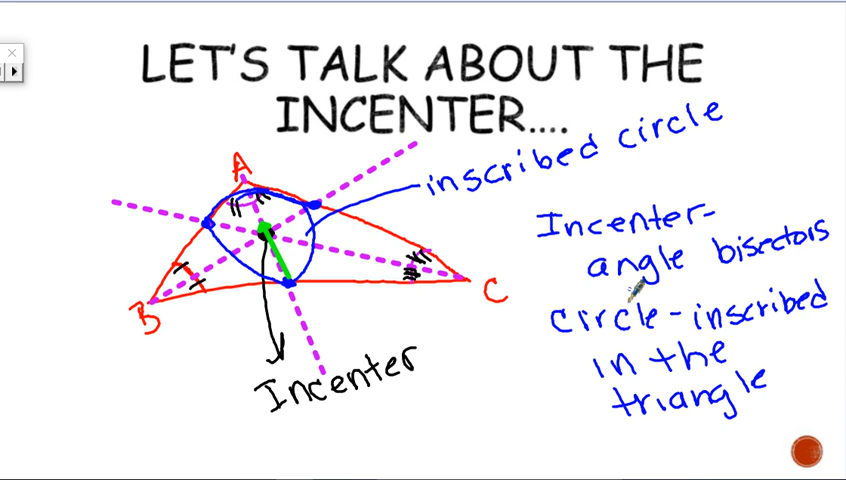 LET'S TALK ABOUT THE
INCENTER....
A
inscribed circle
Incenter-
angle bisectors
B
C
circle-inscribed
in the
triangle
Incenter